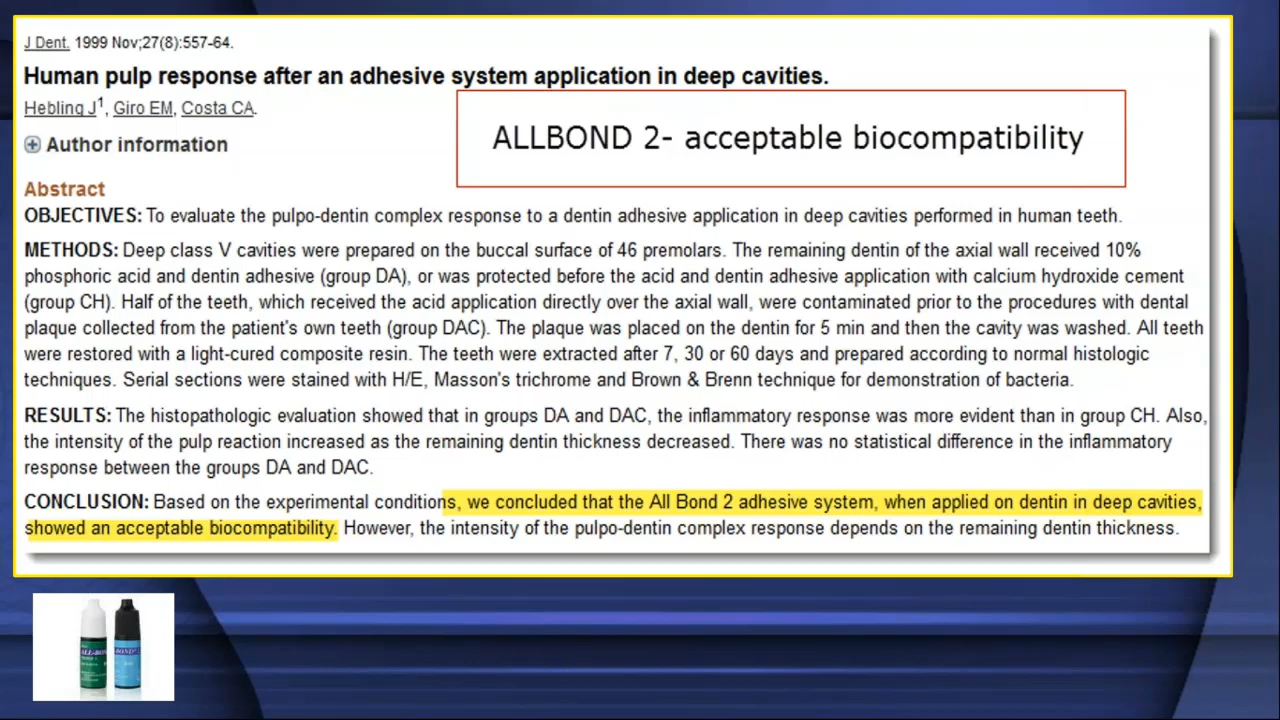 J Dent. 1999 Nov;27(8):557-64.
Human pulp response after an adhesive system application in deep cavities.
Hebling J1, Giro EM, Costa CA.
ALLBOND 2- acceptable biocompatibility
Author information
Abstract
OBJECTIVES: To evaluate the pulpo-dentin complex response to a dentin adhesive application in deep cavities performed in human teeth.
METHODS: Deep class V cavities were prepared on the buccal surface of 46 premolars. The remaining dentin of the axial wall received 10%
phosphoric acid and dentin adhesive (group DA), or was protected before the acid and dentin adhesive application with calcium hydroxide cement
(group CH). Half of the teeth, which received the acid application directly over the axial wall, were contaminated prior to the procedures with dental
plaque collected from the patient's own teeth (group DAC). The plaque was placed on the dentin for 5 min and then the cavity was washed. All teeth
were restored with a light-cured composite resin. The teeth were extracted after 7, 30 or 60 days and prepared according to normal histologic
techniques. Serial sections were stained with H/E, Masson's trichrome and Brown & Brenn technique for demonstration of bacteria.
RESULTS: The histopathologic evaluation showed that in groups DA and DAC, the inflammatory response was more evident than in group CH. Also,
the intensity of the pulp reaction increased as the remaining dentin thickness decreased. There was no statistical difference in the inflammatory
response between the groups DA and DAC.
CONCLUSION: Based on the experimental conditions, we concluded that the All Bond 2 adhesive system, when applied on dentin in deep cavities,
showed an acceptable biocompatibility. However, the intensity of the pulpo-dentin complex response depends on the remaining dentin thickness.